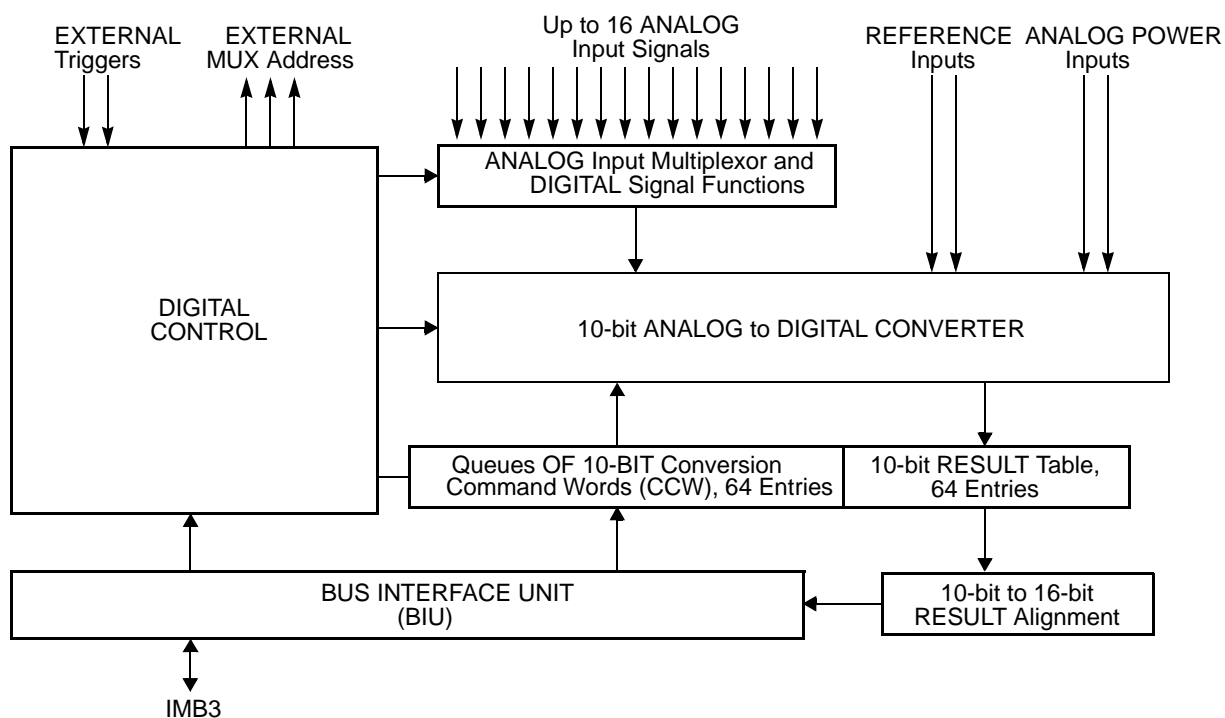 EXTERNAL
Triggers
EXTERNAL
MUX Address
Up to 16 ANALOG
Input Signals
REFERENCE
Inputs
ANALOG POWER
Inputs
ANALOG Input Multiplexor and
DIGITAL Signal Functions
DIGITAL
CONTROL
10-bit ANALOG to DIGITAL CONVERTER
Queues OF 10-BIT Conversion
Command Words (CCW), 64 Entries
10-bit RESULT Table,
64 Entries
BUS INTERFACE UNIT
(BIU)
10-bit to 16-bit
RESULT Alignment
IMB3